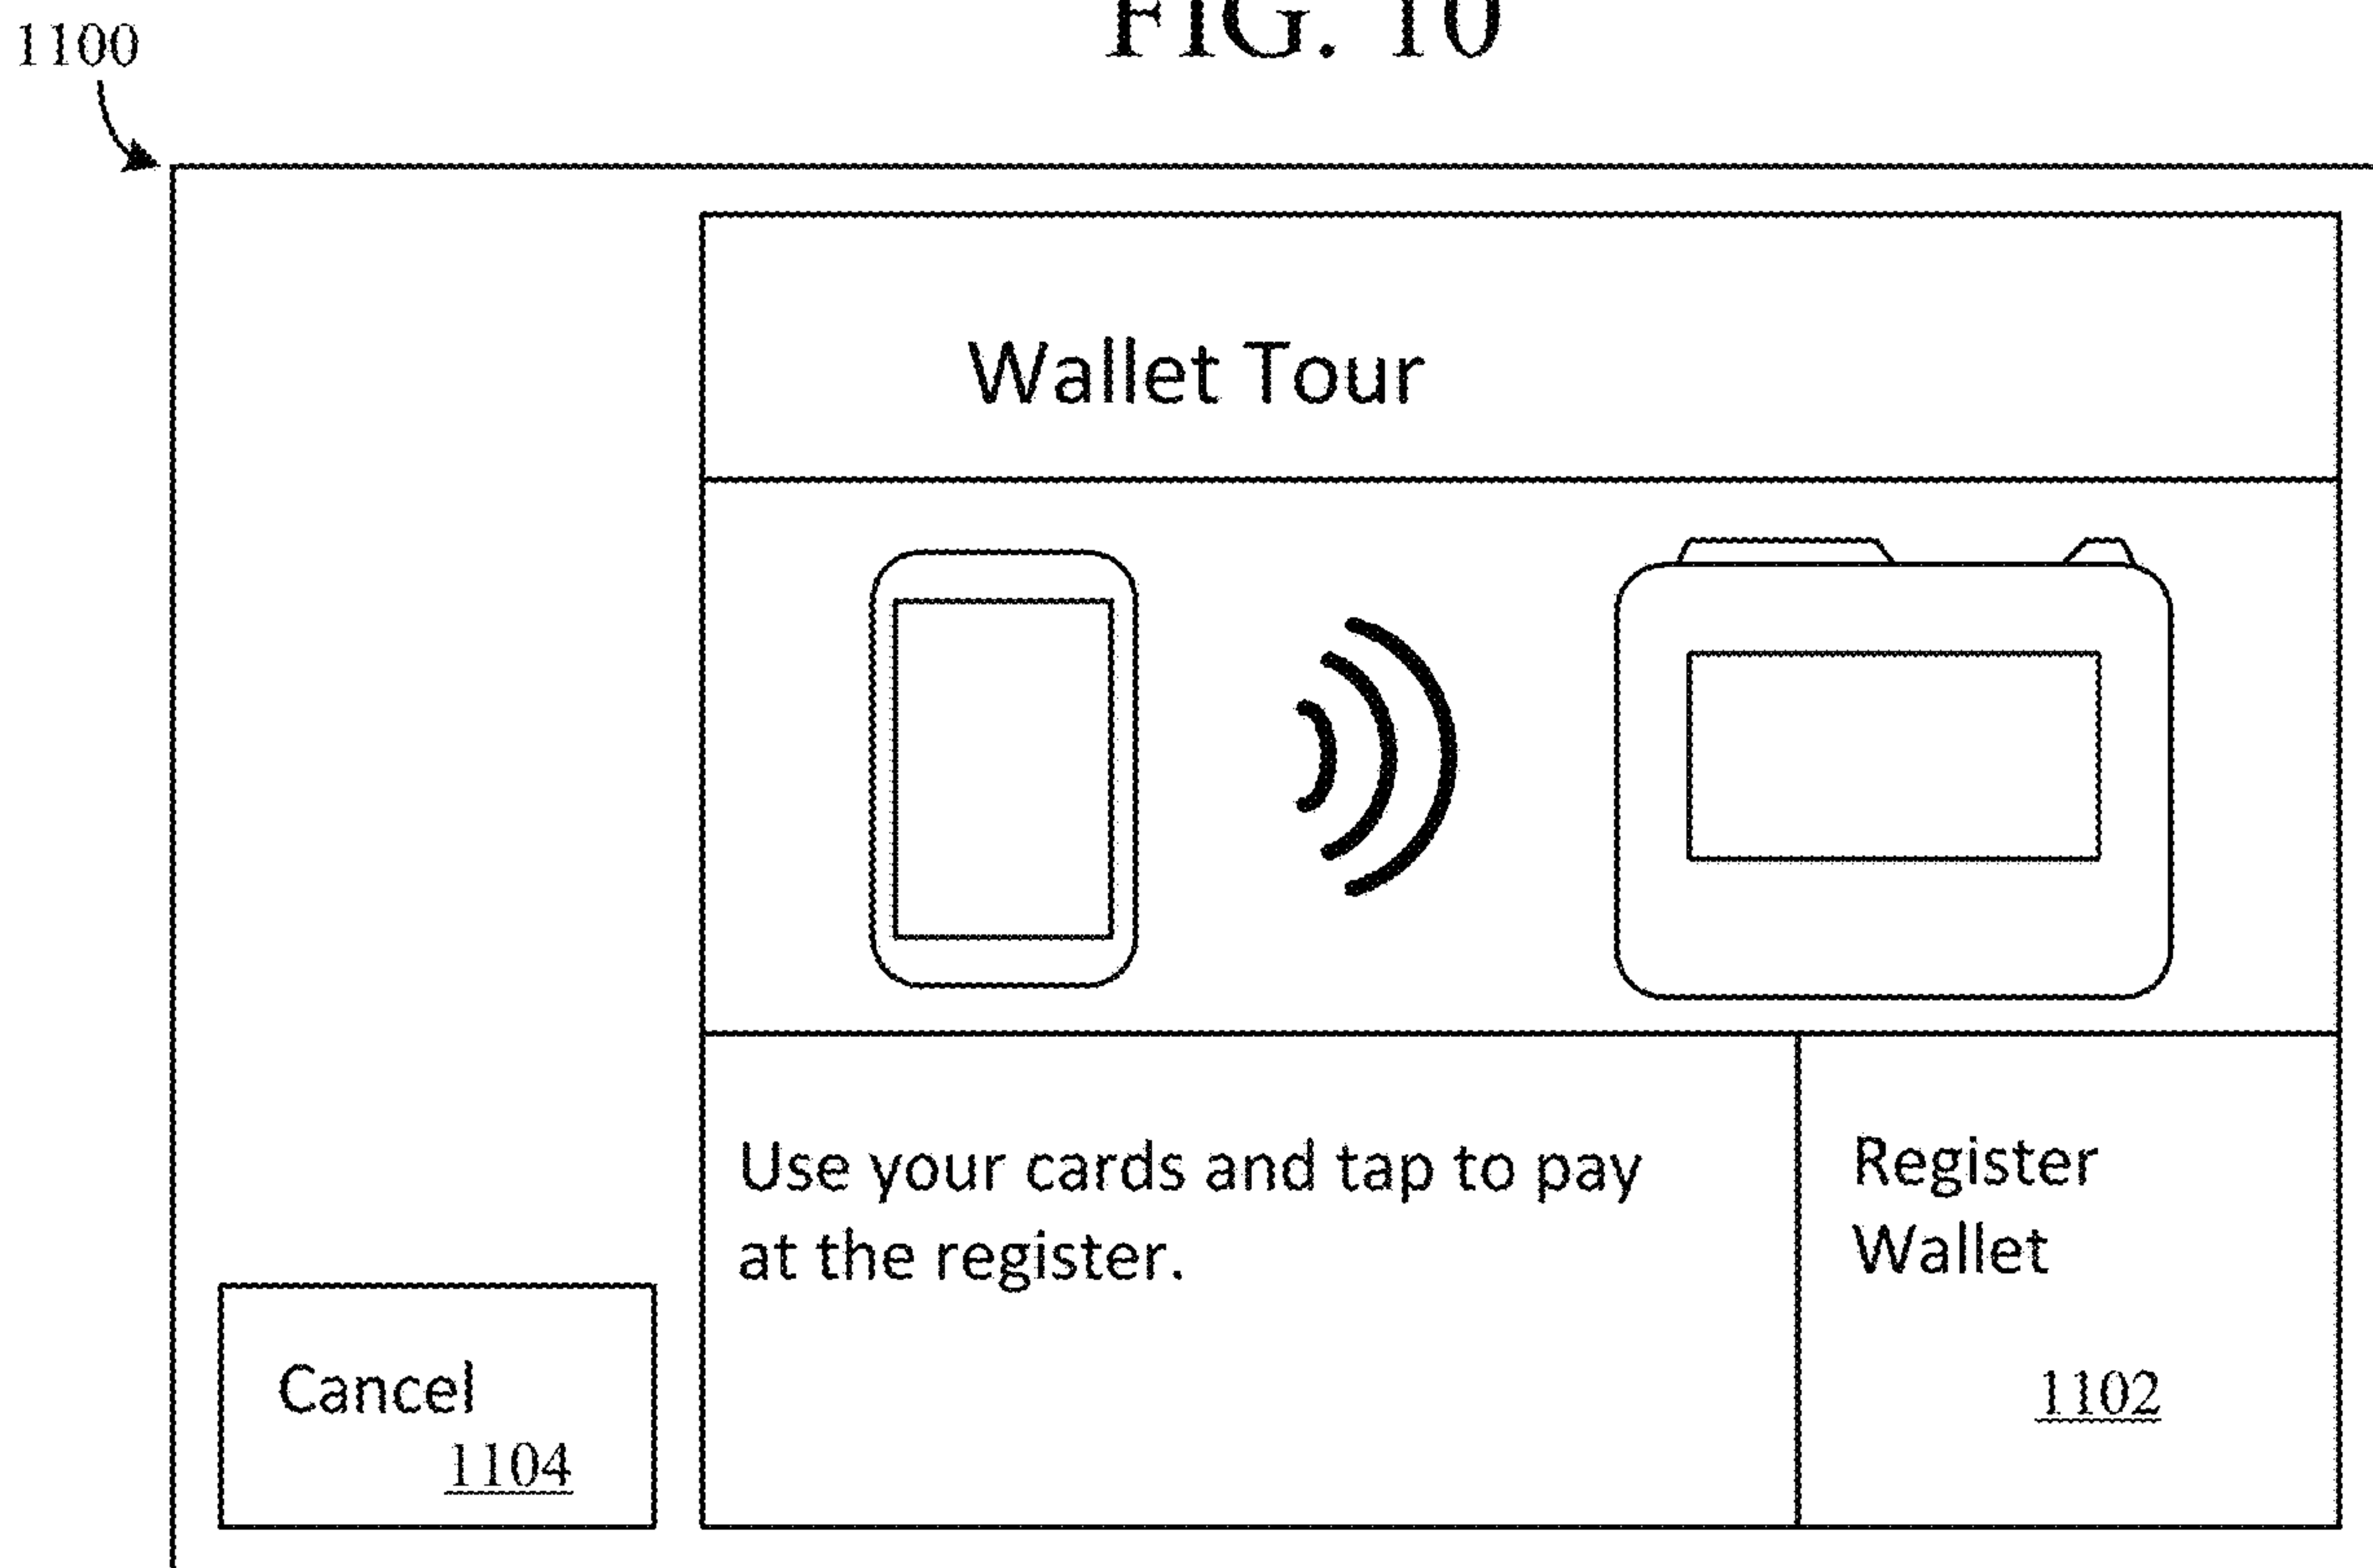 FIG. 10
1100
Wallet Tour
Use your cards and tap to pay
at the register.
Register
Wallet
1102
Cancel
1104